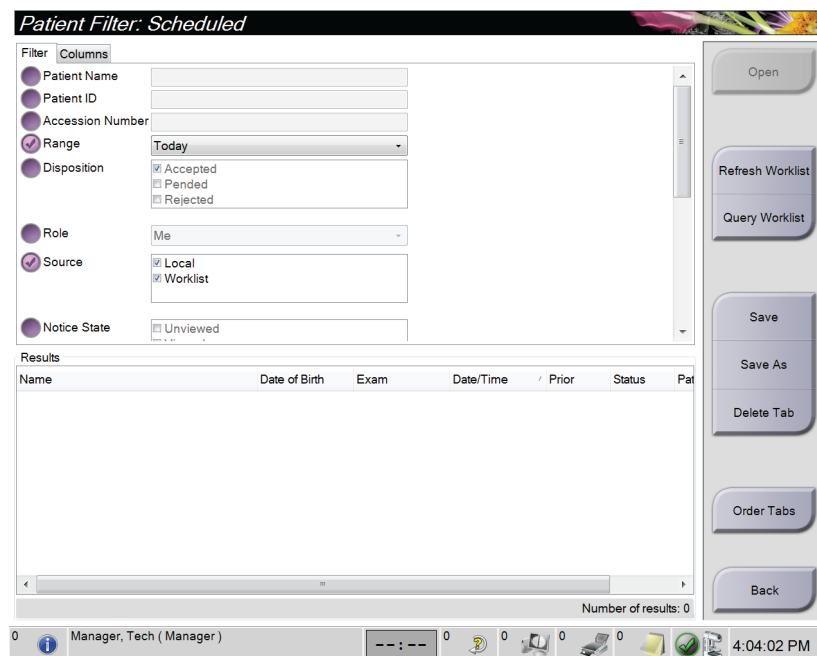 Patient Filter: Scheduled
Filter Columns
Patient Name
Patient ID
Accession Number
Range Today
Disposition Accepted
Pended
Rejected
Role Me
Source Local
Worklist
Notice State Unviewed
Results
Name Date of Birth Exam Date/Time Prior Status Pat
Number of results: 0
Open
Refresh Worklist
Query Worklist
Save
Save As
Delete Tab
Order Tabs
Back
0 Manager, Tech ( Manager ) --:-- 0 0 0 0 4:04:02 PM